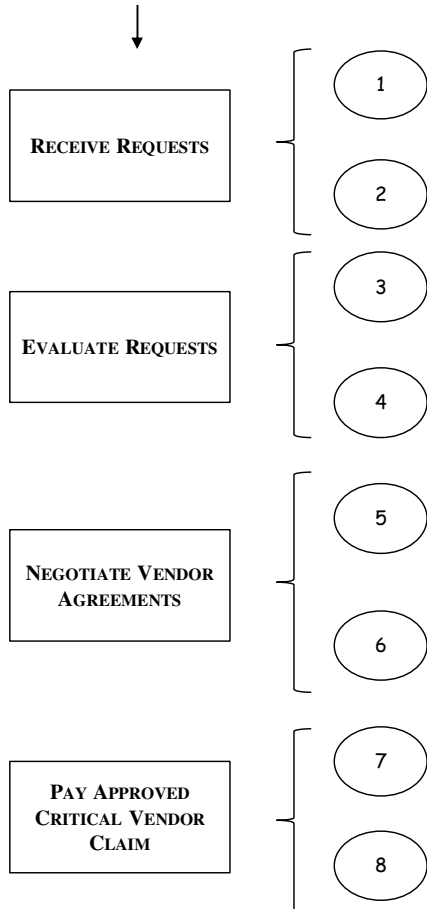 RECEIVE REQUESTS
1
2
EVALUATE REQUESTS
3
4
NEGOTIATE VENDOR
AGREEMENTS
5
6
PAY APPROVED
CRITICAL VENDOR
CLAIM
7
8